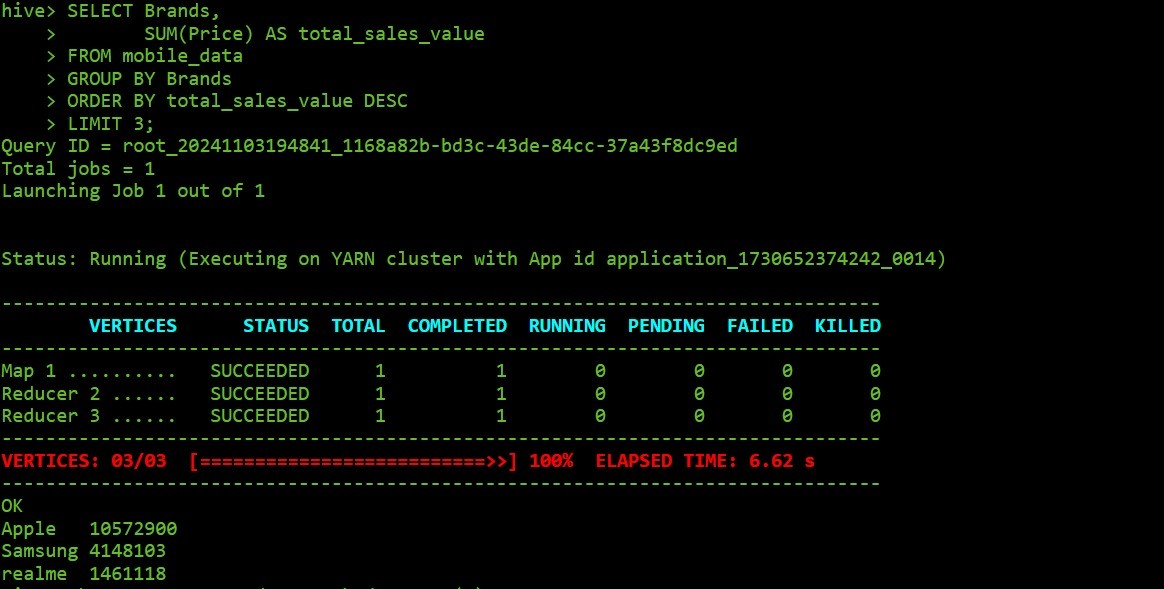 hive> SELECT Brands,
    >        SUM(Price) AS total_sales_value
    > FROM mobile_data
    > GROUP BY Brands
    > ORDER BY total_sales_value DESC
    > LIMIT 3;
Query ID = root_20241103194841_1168a82b-bd3c-43de-84cc-37a43f8dc9ed
Total jobs = 1
Launching Job 1 out of 1
Status: Running (Executing on YARN cluster with App id application_1730652374242_0014)
--------------------------------------------------------------------------------
        VERTICES      STATUS  TOTAL  COMPLETED  RUNNING  PENDING  FAILED  KILLED
--------------------------------------------------------------------------------
Map 1 ..........   SUCCEEDED      1          1        0        0       0       0
Reducer 2 ......   SUCCEEDED      1          1        0        0       0       0
Reducer 3 ......   SUCCEEDED      1          1        0        0       0       0
--------------------------------------------------------------------------------
VERTICES: 03/03  [==========================>>] 100%  ELAPSED TIME: 6.62 s
--------------------------------------------------------------------------------
OK
Apple   10572900
Samsung 4148103
realme  1461118